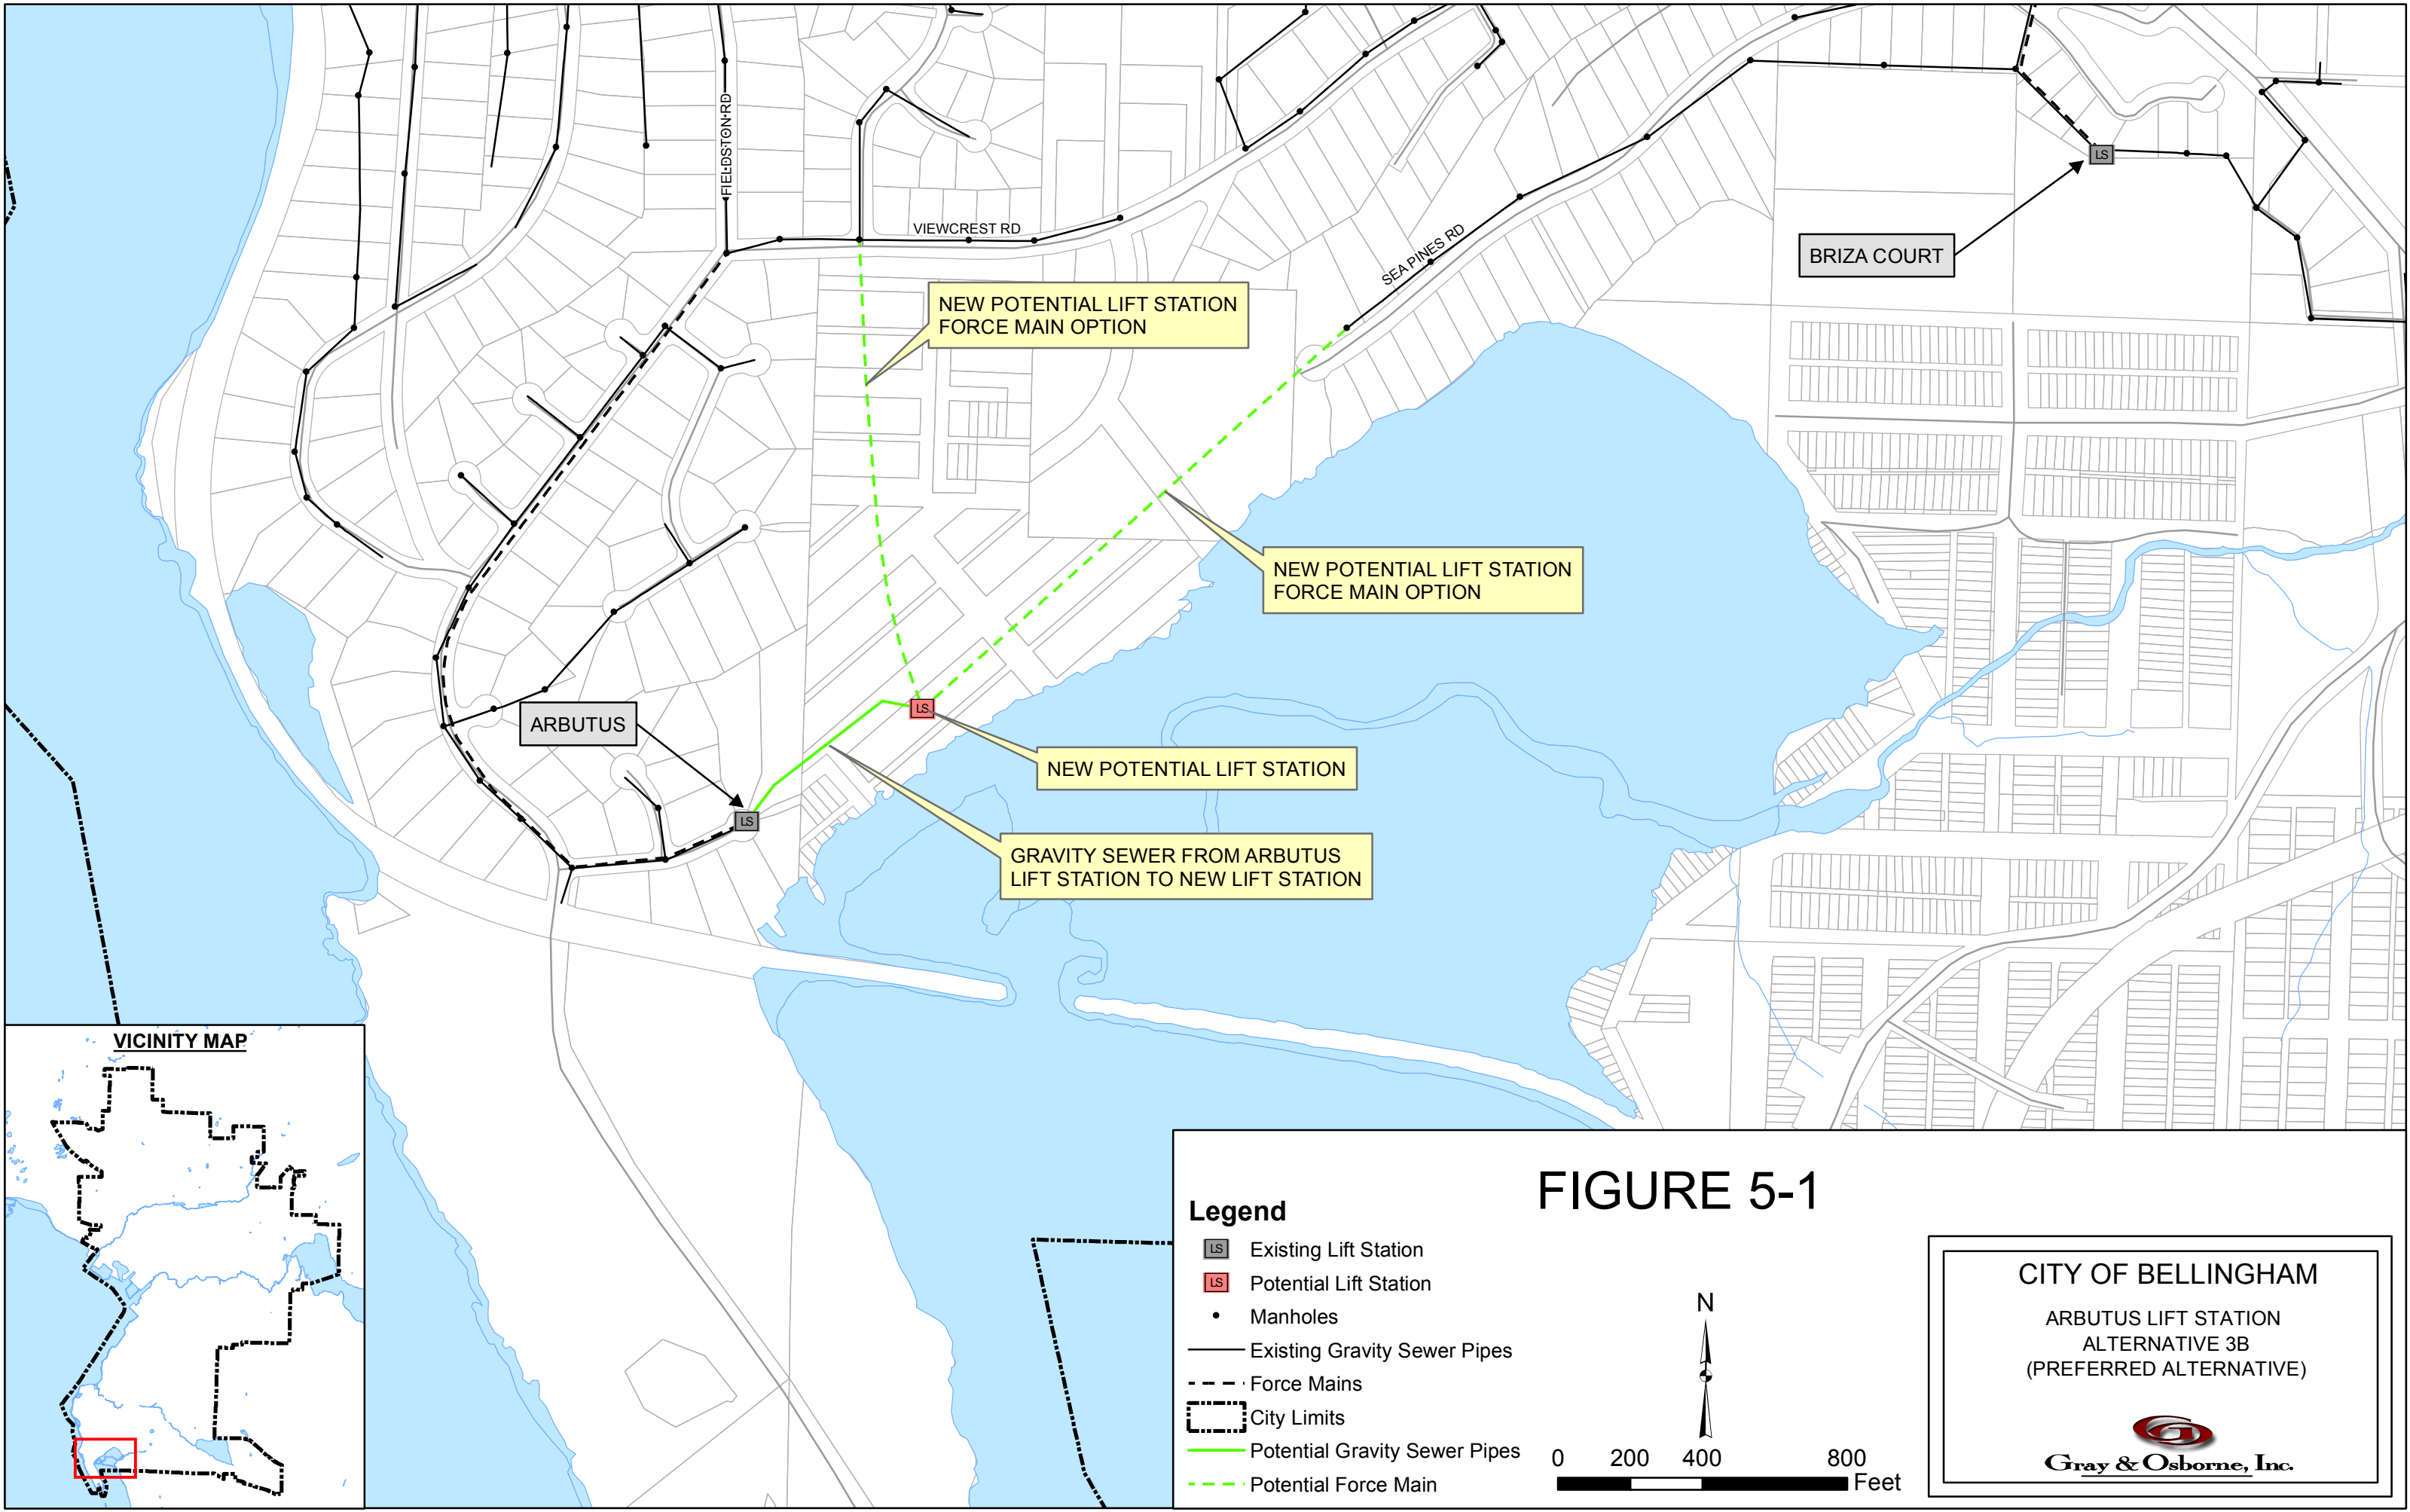 FIELDSTON RD
VIEWCREST RD
SEA PINES RD
LS
BRIZA COURT
NEW POTENTIAL LIFT STATION
FORCE MAIN OPTION
NEW POTENTIAL LIFT STATION
FORCE MAIN OPTION
ARBUTUS
LS
NEW POTENTIAL LIFT STATION
LS
GRAVITY SEWER FROM ARBUTUS
LIFT STATION TO NEW LIFT STATION
VICINITY MAP
FIGURE 5-1
Legend
LS Existing Lift Station
LS Potential Lift Station
Manholes
Existing Gravity Sewer Pipes
Force Mains
City Limits
Potential Gravity Sewer Pipes
Potential Force Main
N
0 200 400 800
Feet
CITY OF BELLINGHAM
ARBUTUS LIFT STATION
ALTERNATIVE 3B
(PREFERRED ALTERNATIVE)
Gray & Osborne, Inc.